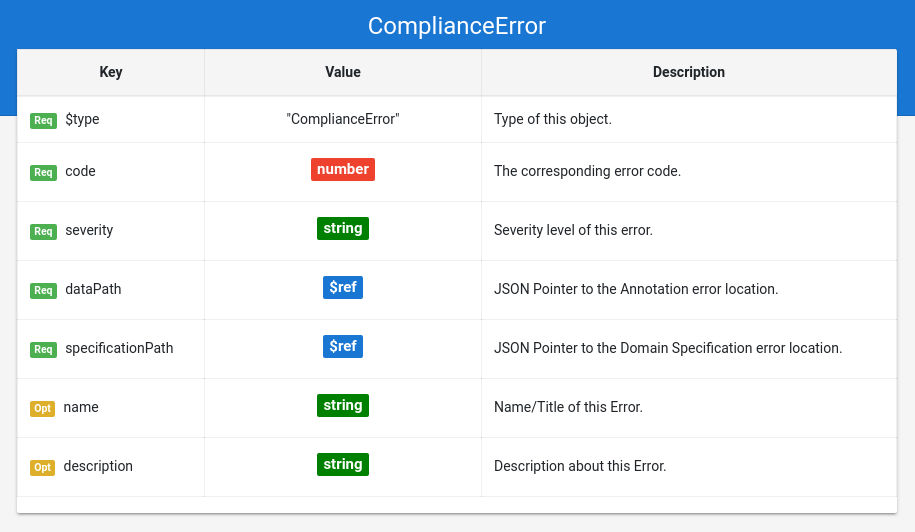 ComplianceError
Key Value Description
Req $type "ComplianceError" Type of this object.
Req code number The corresponding error code.
Req severity string Severity level of this error.
Req dataPath $ref JSON Pointer to the Annotation error location.
Req specificationPath $ref JSON Pointer to the Domain Specification error location.
Opt name string Name/Title of this Error.
Opt description string Description about this Error.